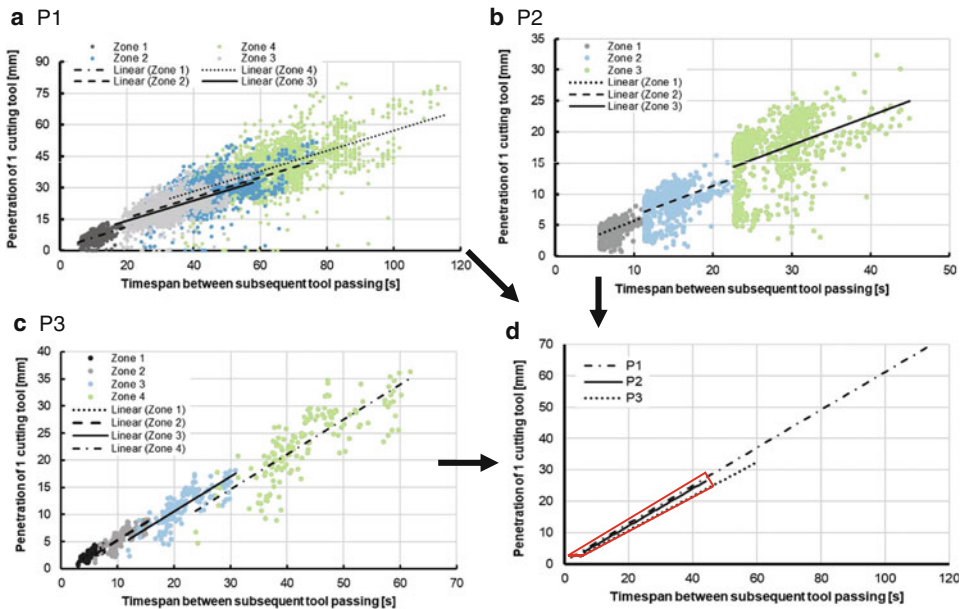 a P1
Zone 1
Zone 2
Linear (Zone 1)
Linear (Zone 2)
Zone 4
Zone 3
Linear (Zone 4)
Linear (Zone 3)
Penetration of 1 cutting tool [mm]
90
75
60
45
30
15
0
0 20 40 60 80 100 120
Timespan between subsequent tool passing [s]
b P2
Zone 1
Zone 2
Zone 3
Linear (Zone 1)
Linear (Zone 2)
Linear (Zone 3)
Penetration of 1 cutting tool [mm]
35
30
25
20
15
10
5
0
0 10 20 30 40 50
Timespan between subsequent tool passing [s]
c P3
Zone 1
Zone 2
Zone 3
Zone 4
Linear (Zone 1)
Linear (Zone 2)
Linear (Zone 3)
Linear (Zone 4)
Penetration of 1 cutting tool [mm]
40
35
30
25
20
15
10
5
0
0 10 20 30 40 50 60 70
Timespan between subsequent tool passing [s]
d
P1
P2
P3
Penetration of 1 cutting tool [mm]
70
60
50
40
30
20
10
0
0 20 40 60 80 100 120
Timespan between subsequent tool passing [s]